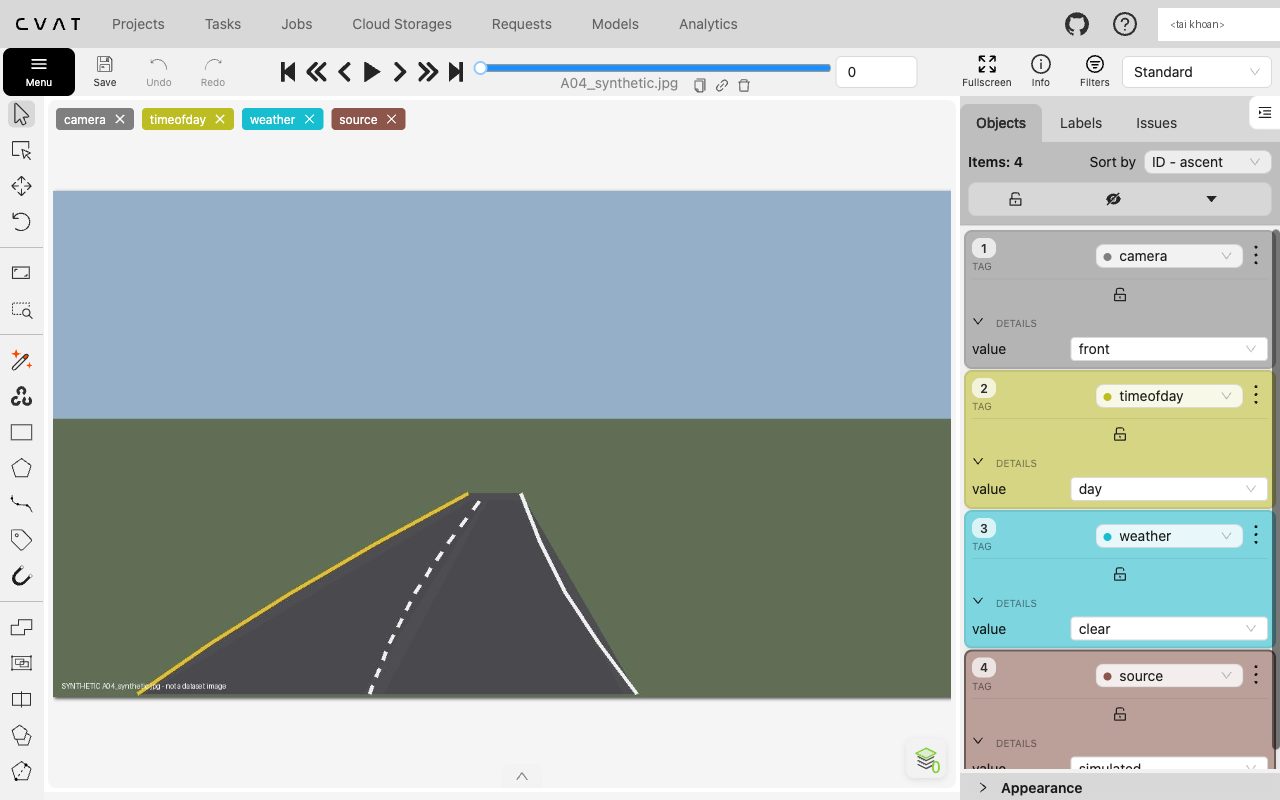 CVAT Projects Tasks Jobs Cloud Storages Requests Models Analytics <tai khoan>
Menu Save Undo Redo A04_synthetic.jpg 0 Fullscreen Info Filters Standard
camera timeofday weather source
Objects Labels Issues
Items: 4 Sort by ID - ascent
1 camera
TAG
DETAILS
value front
2 timeofday
TAG
DETAILS
value day
3 weather
TAG
DETAILS
value clear
4 source
TAG
DETAILS
value simulated
Appearance
SYNTHETIC A04_synthetic.jpg - not a dataset image
0